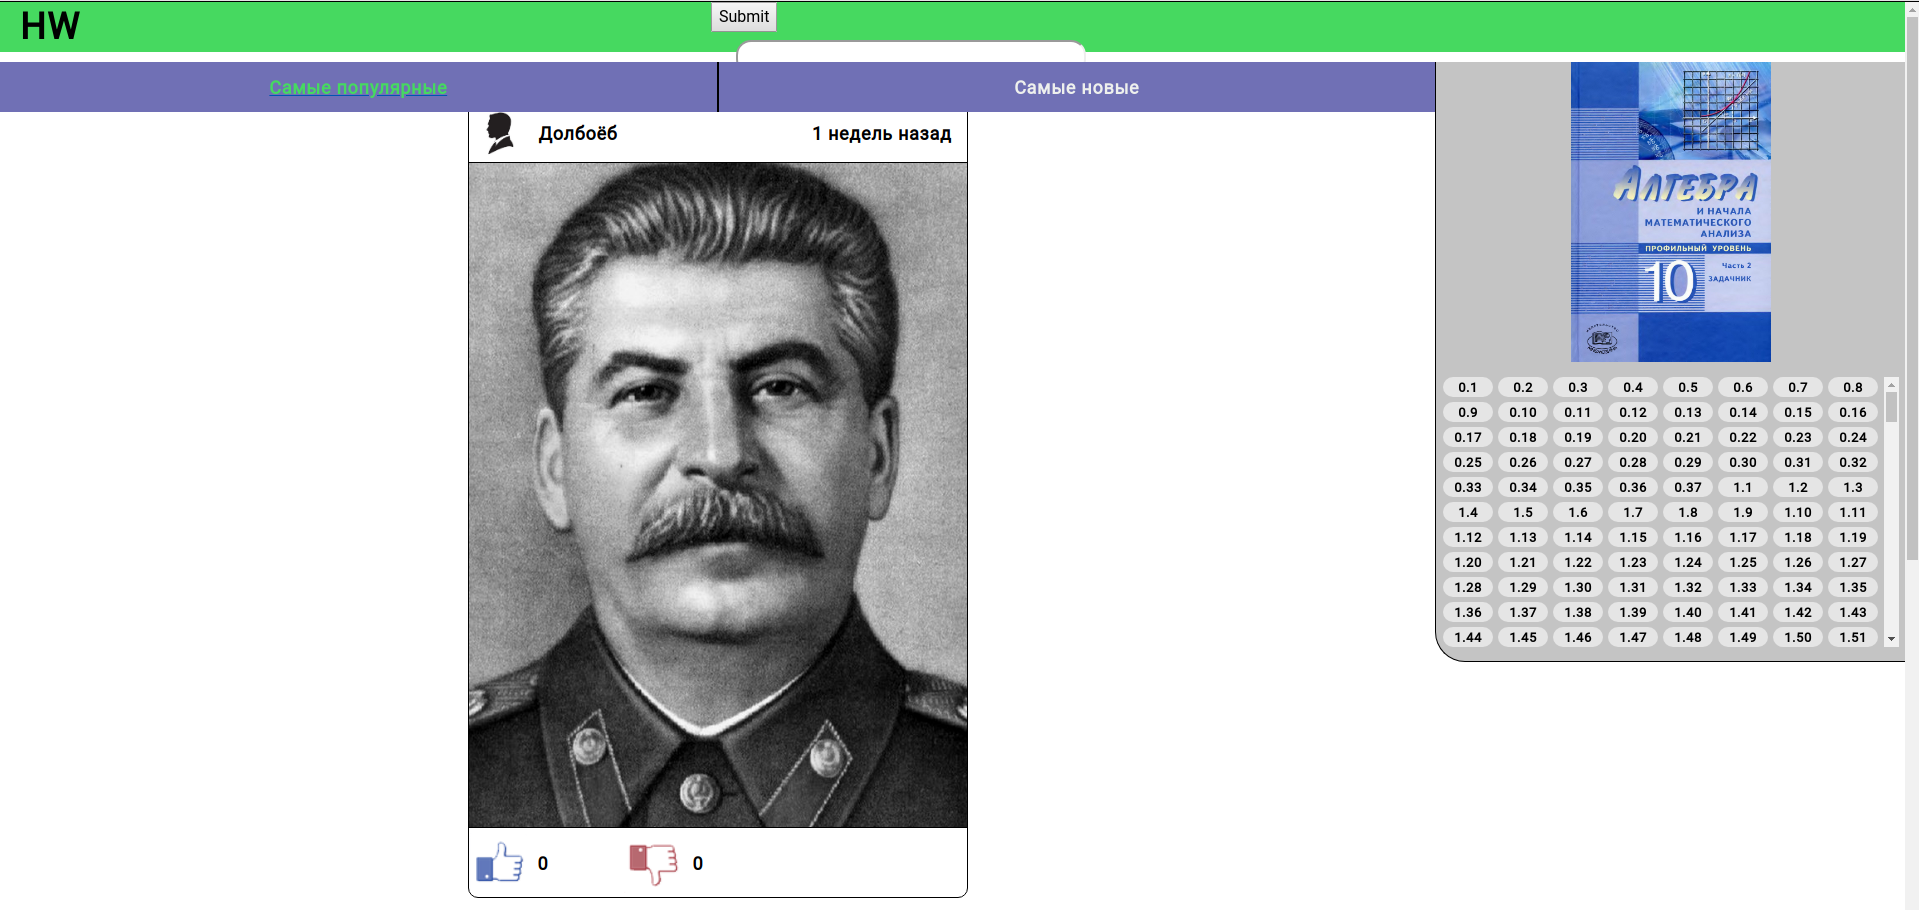 HW
Submit
Самые популярные
Самые новые
Долбоёб
1 недель назад
0
0
АЛГЕБРА
И НАЧАЛА
МАТЕМАТИЧЕСКОГО
АНАЛИЗА
ПРОФИЛЬНЫЙ УРОВЕНЬ
10
Часть 2
ЗАДАЧНИК
0.1 0.2 0.3 0.4 0.5 0.6 0.7 0.8
0.9 0.10 0.11 0.12 0.13 0.14 0.15 0.16
0.17 0.18 0.19 0.20 0.21 0.22 0.23 0.24
0.25 0.26 0.27 0.28 0.29 0.30 0.31 0.32
0.33 0.34 0.35 0.36 0.37 1.1 1.2 1.3
1.4 1.5 1.6 1.7 1.8 1.9 1.10 1.11
1.12 1.13 1.14 1.15 1.16 1.17 1.18 1.19
1.20 1.21 1.22 1.23 1.24 1.25 1.26 1.27
1.28 1.29 1.30 1.31 1.32 1.33 1.34 1.35
1.36 1.37 1.38 1.39 1.40 1.41 1.42 1.43
1.44 1.45 1.46 1.47 1.48 1.49 1.50 1.51